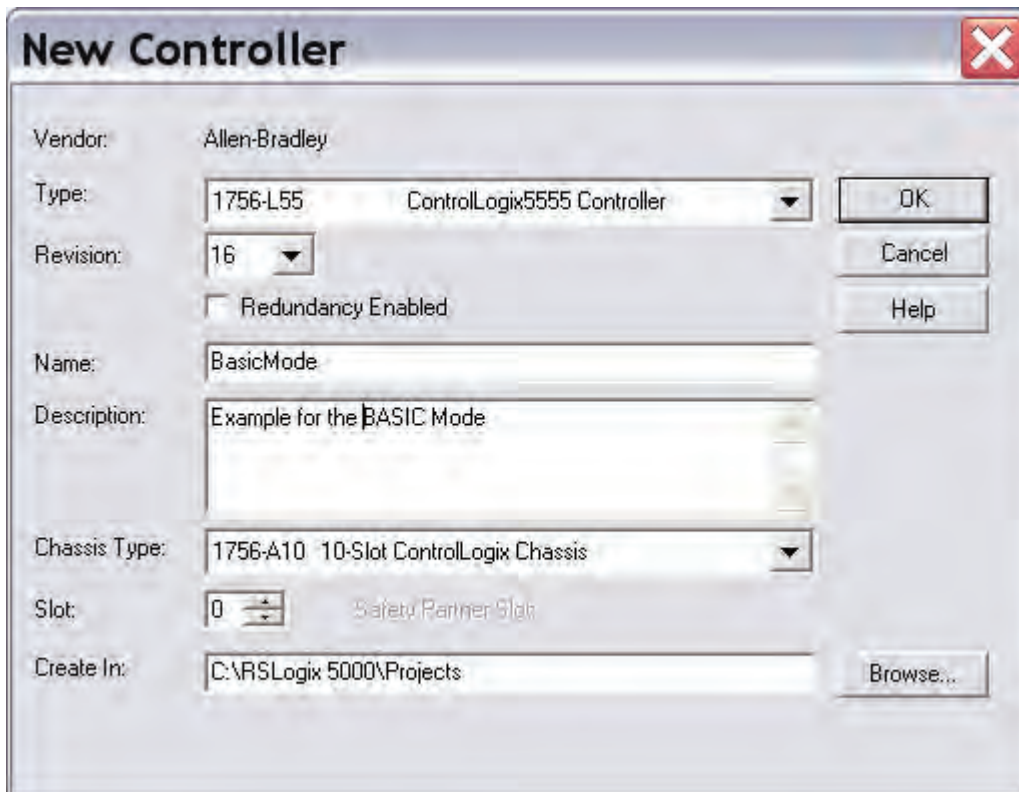 New Controller
Vendor: Allen-Bradley
Type: 1756-L55 ControlLogix5555 Controller
OK
Revision: 16
Cancel
Redundancy Enabled
Help
Name: BasicMode
Description: Example for the BASIC Mode
Chassis Type: 1756-A10 10-Slot ControlLogix Chassis
Slot: 0 Safety Partner Slot
Create In: C:\RSLogix 5000\Projects
Browse...